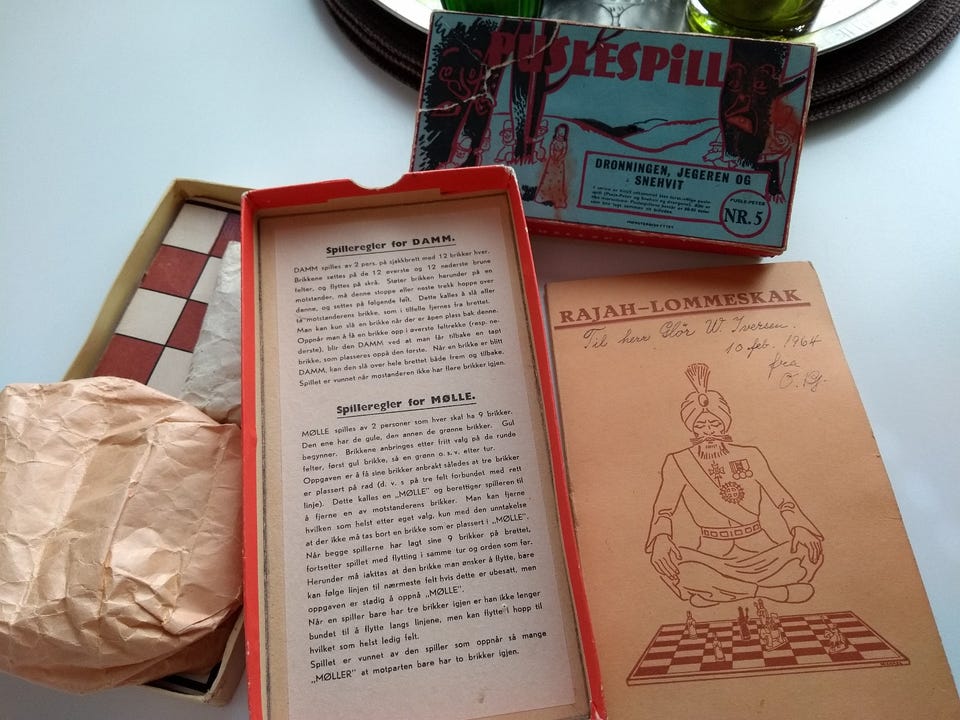 PUSLESPILL
DRONNINGEN, JEGEREN OG
SNEHVIT
PUSLE-PETER
NR. 5
Spilleregler for DAMM.
DAMM spilles av 2 pers. på sjakkbrett med 12 brikker hver.
Brikkene settes på de 12 øverste og 12 nederste brune
felter, og flyttes på skrå. Støter brikken herunder på en
motstander, må denne stoppe eller neste trekk hoppe over
denne, og settes på følgende felt. Dette kalles å slå eller
ta motstanderens brikke, som i tilfelle fjernes fra brettet.
Man kan kun slå en brikke når der er åpen plass bak denne.
Oppnår man å få en brikke opp i øverste feltrekke (resp. ne-
derste), blir den DAMM ved at man får tilbake en tapt
brikke, som plasseres oppå den første. Når en brikke er blitt
DAMM, kan den slå over hele brettet både frem og tilbake.
Spillet er vunnet når motstanderen ikke har flere brikker igjen.
Spilleregler for MØLLE.
MØLLE spilles av 2 personer som hver skal ha 9 brikker.
Den ene har de gule, den annen de grønne brikker. Gul
begynner. Brikkene anbringes etter fritt valg på de runde
felter, først gul brikke, så en grønn o. s. v. etter tur.
Oppgaven er å få sine brikker anbrakt således at tre brikker
er plassert på rad (d. v. s på tre felt forbundet med rett
linje). Dette kalles en „MØLLE" og berettiger spilleren til
å fjerne en av motstanderens brikker. Man kan fjerne
hvilken som helst etter eget valg, kun med den unntakelse
at der ikke må tas bort en brikke som er plassert i „MØLLE".
Når begge spillerne har lagt sine 9 brikker på brettet,
fortsetter spillet med flytting i samme tur og orden som før.
Herunder må iakttas at den brikke man ønsker å flytte, bare
kan følge linjen til nærmeste felt hvis dette er ubesatt, men
oppgaven er stadig å oppnå „MØLLE".
Når en spiller bare har tre brikker igjen er han ikke lenger
bundet til å flytte langs linjene, men kan flytte i hopp til
hvilket som helst ledig felt.
Spillet er vunnet av den spiller som oppnår så mange
„MØLLER" at motparten bare har to brikker igjen.
RAJAH-LOMMESKAK
Til herr Glör W. Iversen.
10 feb. 1964
fra